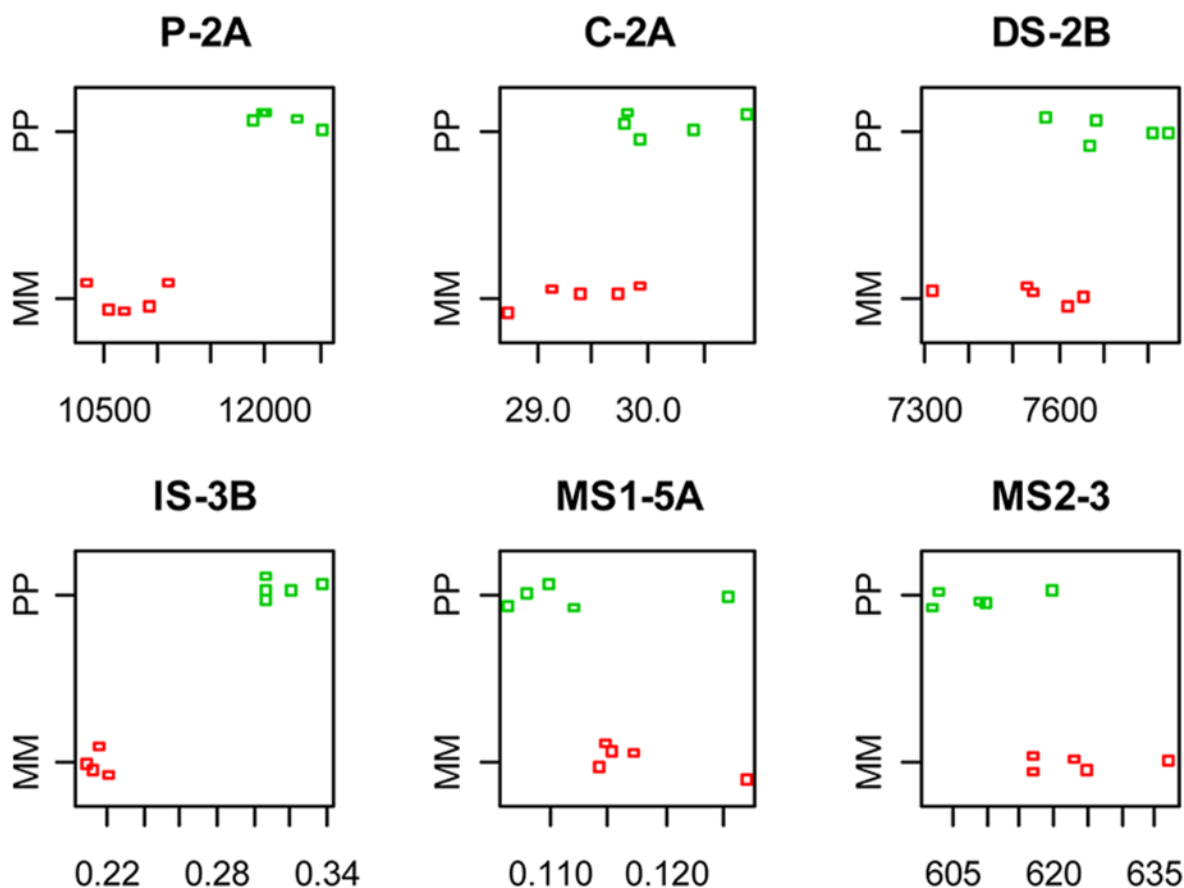 P-2A C-2A DS-2B
PP PP PP
MM MM MM
10500 12000 29.0 30.0 7300 7600
IS-3B MS1-5A MS2-3
PP PP PP
MM MM MM
0.22 0.28 0.34 0.110 0.120 605 620 635